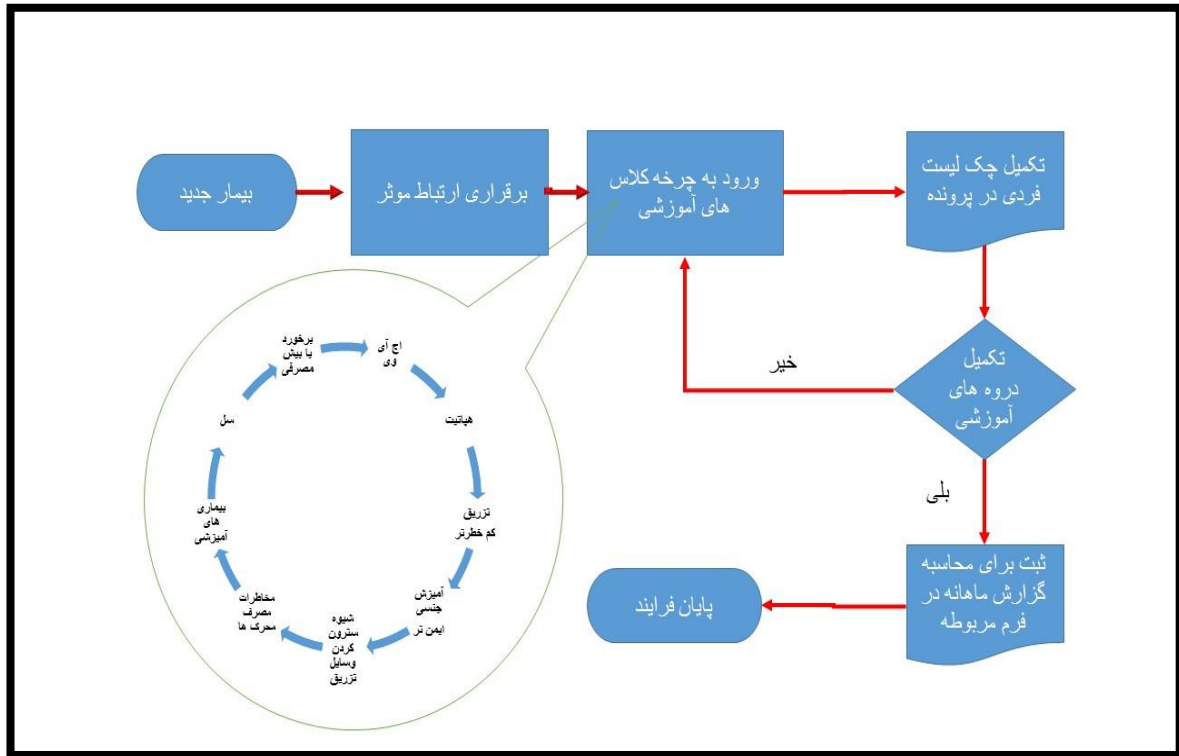 بیمار جدید
برقراری ارتباط موثر
ورود به چرخه کلاس
های آموزشی
تکمیل چک لیست
فردی در پرونده
تکمیل
دروه های
آموزشی
خیر
بلی
ثبت برای محاسبه
گزارش ماهانه در
فرم مربوطه
پایان فرایند
اچ آی
وی
هپاتیت
تزریق
کم خطرتر
آمیزش
جنسی
ایمن تر
شیوه
سترون
کردن
وسایل
تزریق
مخاطرات
مصرف
محرک ها
بیماری
های
آمیزشی
سل
برخورد
با بیش
مصرفی